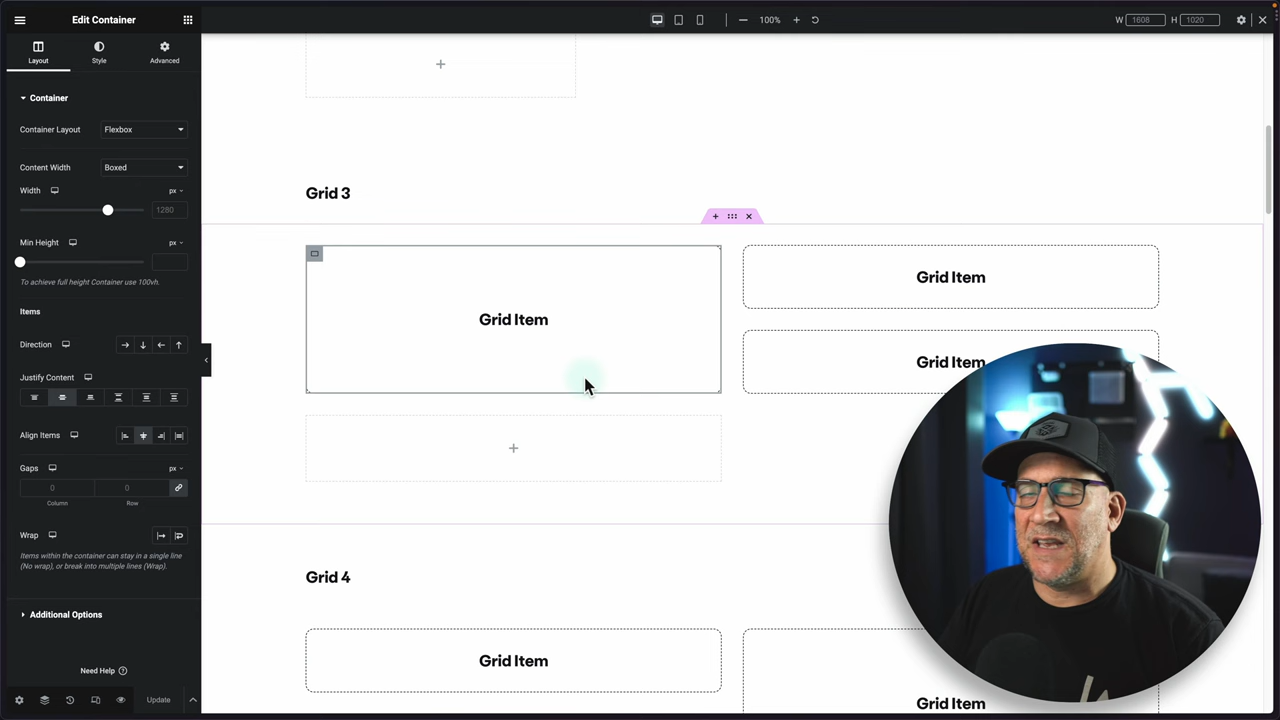 Edit Container
100%
W 1608 H 1020
Layout
Style
Advanced
Container
Container Layout
Flexbox
Content Width
Boxed
Width
px
1280
Min Height
px
To achieve full height Container use 100vh.
Items
Direction
Justify Content
Align Items
Gaps
px
0
0
Column
Row
Wrap
Items within the container can stay in a single line
(No wrap), or break into multiple lines (Wrap).
Additional Options
Need Help
Update
Grid 3
Grid Item
Grid Item
Grid Item
Grid 4
Grid Item
Grid Item